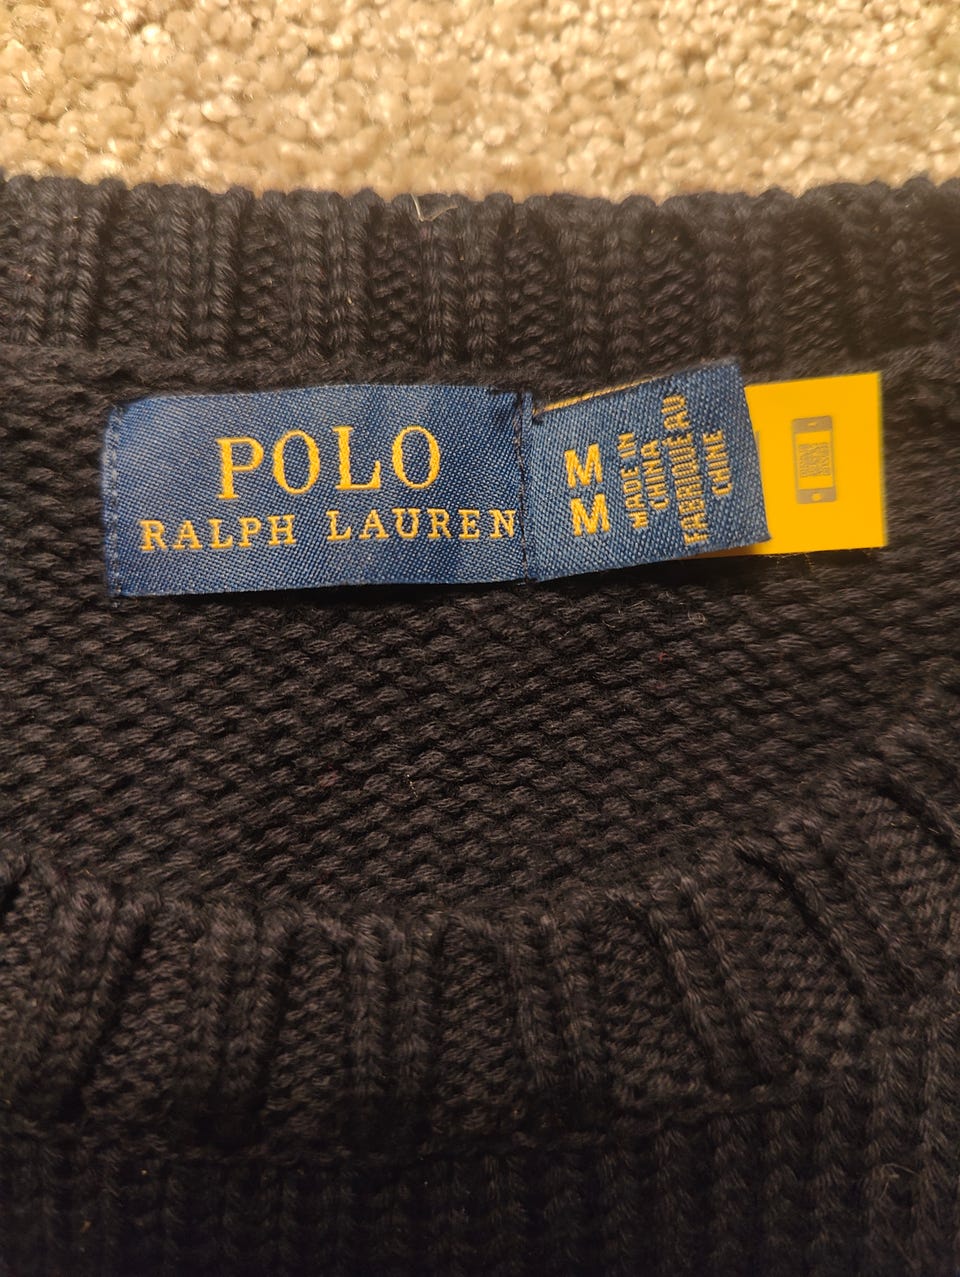 POLO
RALPH LAUREN
M
M
MADE IN
CHINA
FABRIQUÉ AU
CHINE